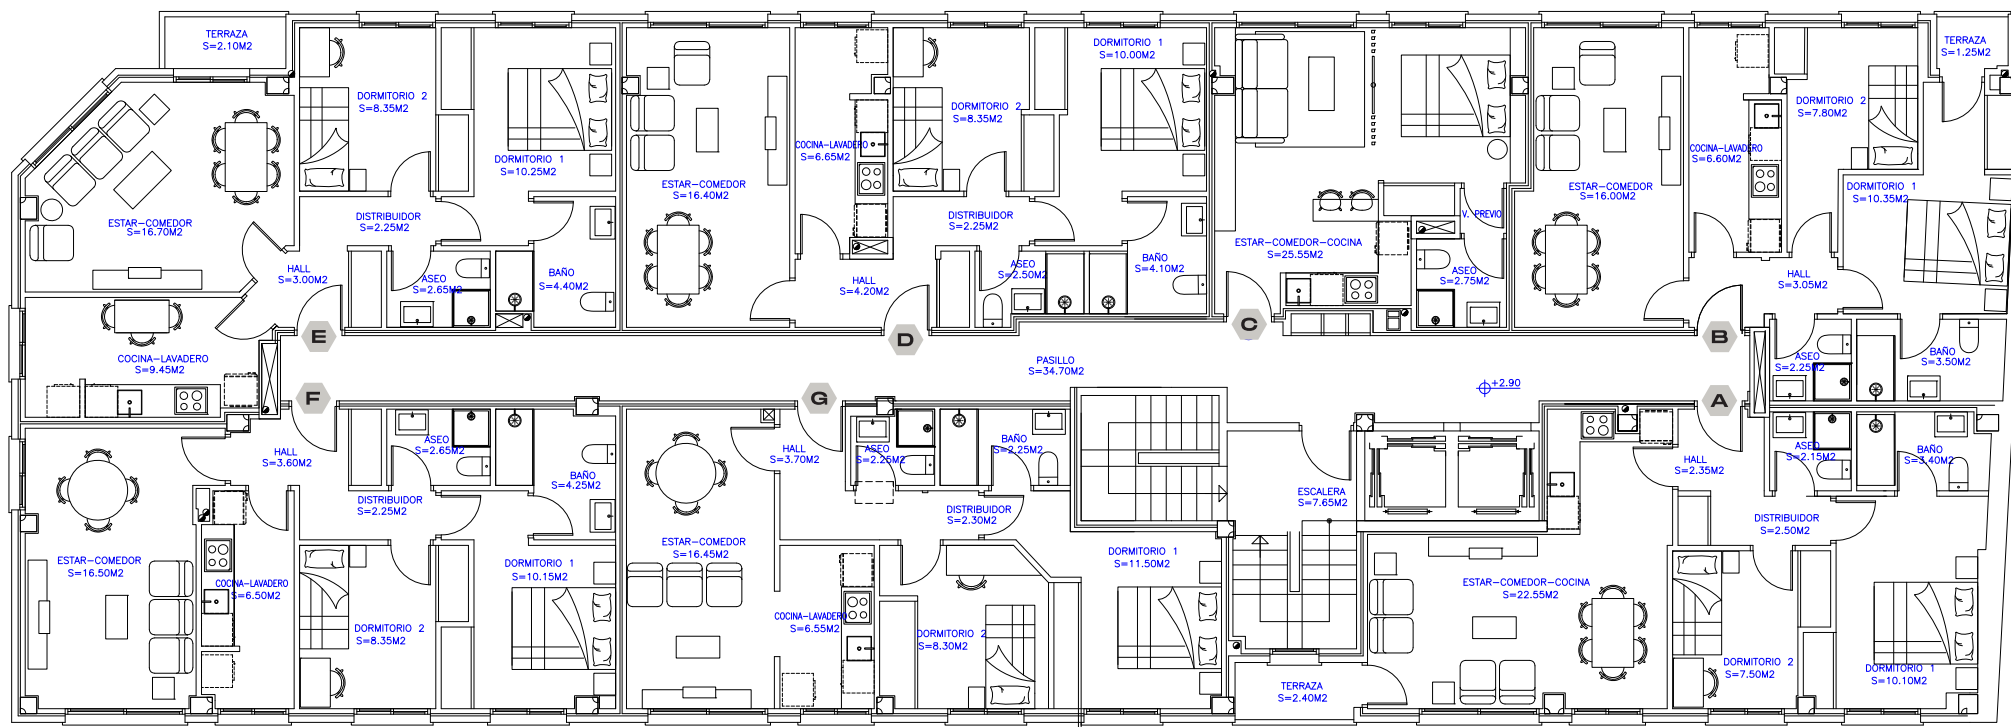 TERRAZA
S=2.10M2
DORMITORIO 2
S=8.35M2
DORMITORIO 1
S=10.25M2
ESTAR-COMEDOR
S=16.70M2
DISTRIBUIDOR
S=2.25M2
HALL
S=3.00M2
ASEO
S=2.65M2
BAÑO
S=4.40M2
COCINA-LAVADERO
S=9.45M2
E
ESTAR-COMEDOR
S=16.40M2
COCINA-LAVADERO
S=6.65M2
DORMITORIO 2
S=8.35M2
DORMITORIO 1
S=10.00M2
DISTRIBUIDOR
S=2.25M2
HALL
S=4.20M2
ASEO
S=2.50M2
BAÑO
S=4.10M2
D
ESTAR-COMEDOR-COCINA
S=25.55M2
V. PREVIO
ASEO
S=2.75M2
C
ESTAR-COMEDOR
S=16.00M2
COCINA-LAVADERO
S=6.60M2
DORMITORIO 2
S=7.80M2
TERRAZA
S=1.25M2
DORMITORIO 1
S=10.35M2
HALL
S=3.05M2
ASEO
S=2.25M2
BAÑO
S=3.50M2
B
PASILLO
S=34.70M2
+2.90
F
HALL
S=3.60M2
ASEO
S=2.65M2
BAÑO
S=4.25M2
DISTRIBUIDOR
S=2.25M2
ESTAR-COMEDOR
S=16.50M2
COCINA-LAVADERO
S=6.50M2
DORMITORIO 2
S=8.35M2
DORMITORIO 1
S=10.15M2
G
HALL
S=3.70M2
ASEO
S=2.25M2
BAÑO
S=2.25M2
DISTRIBUIDOR
S=2.30M2
ESTAR-COMEDOR
S=16.45M2
COCINA-LAVADERO
S=6.55M2
DORMITORIO 2
S=8.30M2
DORMITORIO 1
S=11.50M2
ESCALERA
S=7.65M2
TERRAZA
S=2.40M2
A
HALL
S=2.35M2
ASEO
S=2.15M2
BAÑO
S=3.40M2
DISTRIBUIDOR
S=2.50M2
ESTAR-COMEDOR-COCINA
S=22.55M2
DORMITORIO 2
S=7.50M2
DORMITORIO 1
S=10.10M2